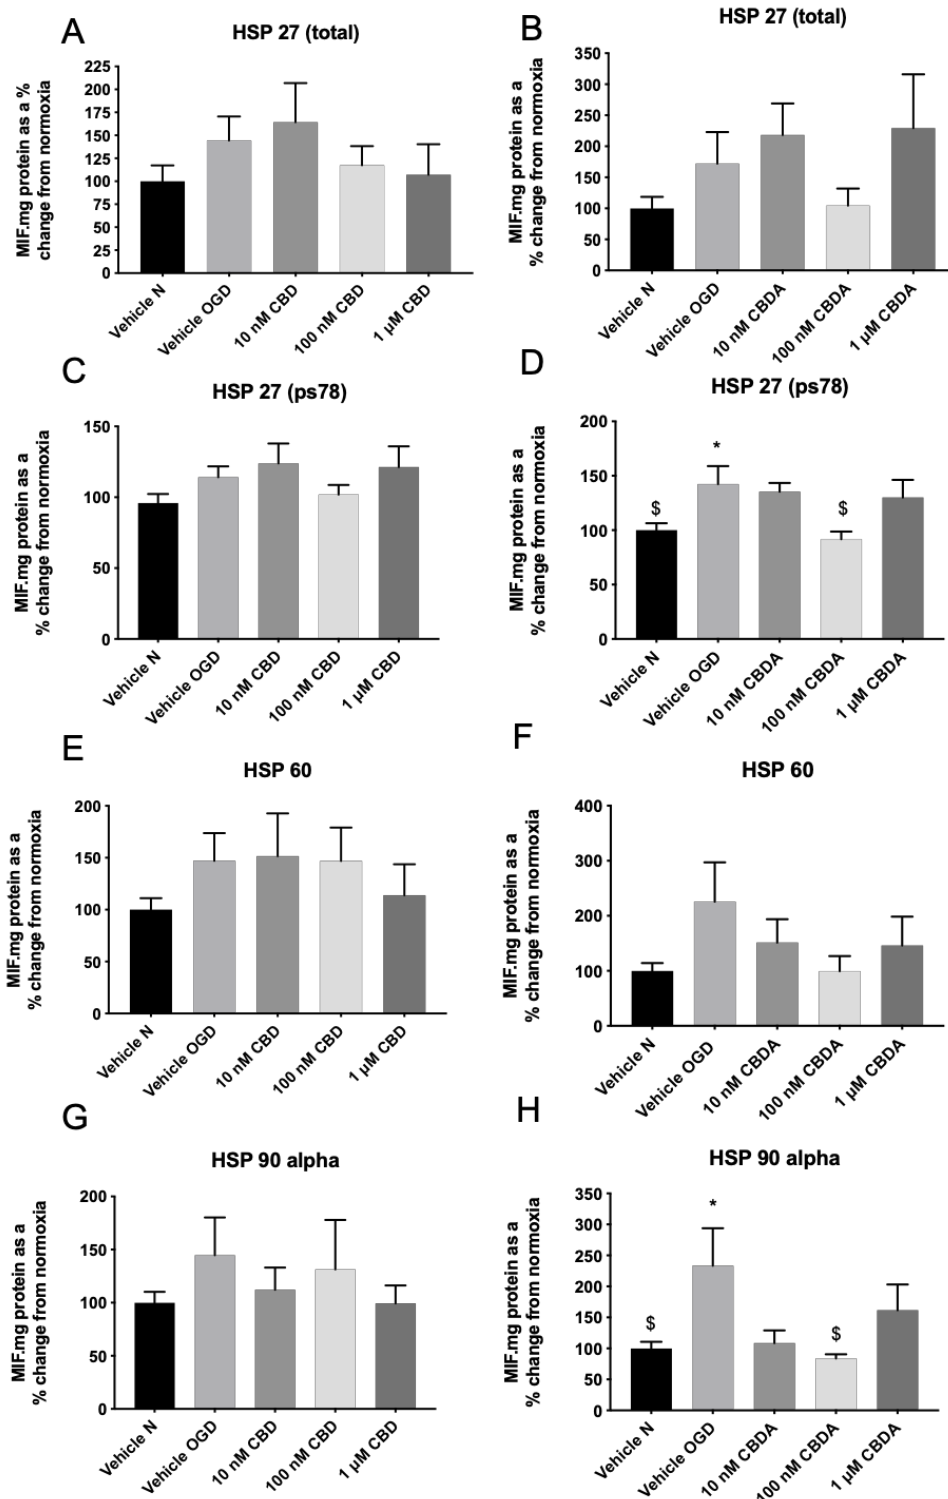 A
HSP 27 (total)
MIF.mg protein as a %
change from normoxia
225
200
175
150
125
100
75
50
25
0
Vehicle N
Vehicle OGD
10 nM CBD
100 nM CBD
1 µM CBD
B
HSP 27 (total)
MIF.mg protein as a
% change from normoxia
350
300
250
200
150
100
50
0
Vehicle N
Vehicle OGD
10 nM CBDA
100 nM CBDA
1 µM CBDA
C
HSP 27 (ps78)
MIF.mg protein as a
% change from normoxia
150
100
50
0
Vehicle N
Vehicle OGD
10 nM CBD
100 nM CBD
1 µM CBD
D
HSP 27 (ps78)
MIF.mg protein as a
% change from normoxia
200
150
100
50
0
$
*
$
Vehicle N
Vehicle OGD
10 nM CBDA
100 nM CBDA
1 µM CBDA
E
HSP 60
MIF.mg protein as a
% change from normoxia
200
150
100
50
0
Vehicle N
Vehicle OGD
10 nM CBD
100 nM CBD
1 µM CBD
F
HSP 60
MIF.mg protein as a
% change from normoxia
400
300
200
100
0
Vehicle N
Vehicle OGD
10 nM CBDA
100 nM CBDA
1 µM CBDA
G
HSP 90 alpha
MIF.mg protein as a
% change from normoxia
200
150
100
50
0
Vehicle N
Vehicle OGD
10 nM CBD
100 nM CBD
1 µM CBD
H
HSP 90 alpha
MIF.mg protein as a
% change from normoxia
350
300
250
200
150
100
50
0
$
*
$
Vehicle N
Vehicle OGD
10 nM CBDA
100 nM CBDA
1 µM CBDA